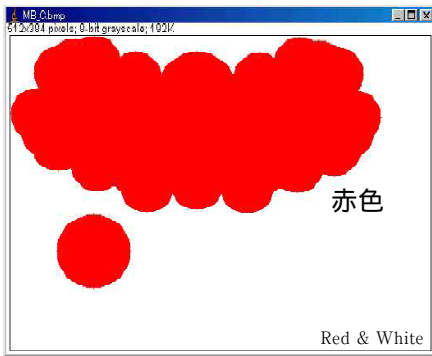 MB_C.bmp
512x384 pixels; 8-bit grayscale; 192K
赤色
Red & White